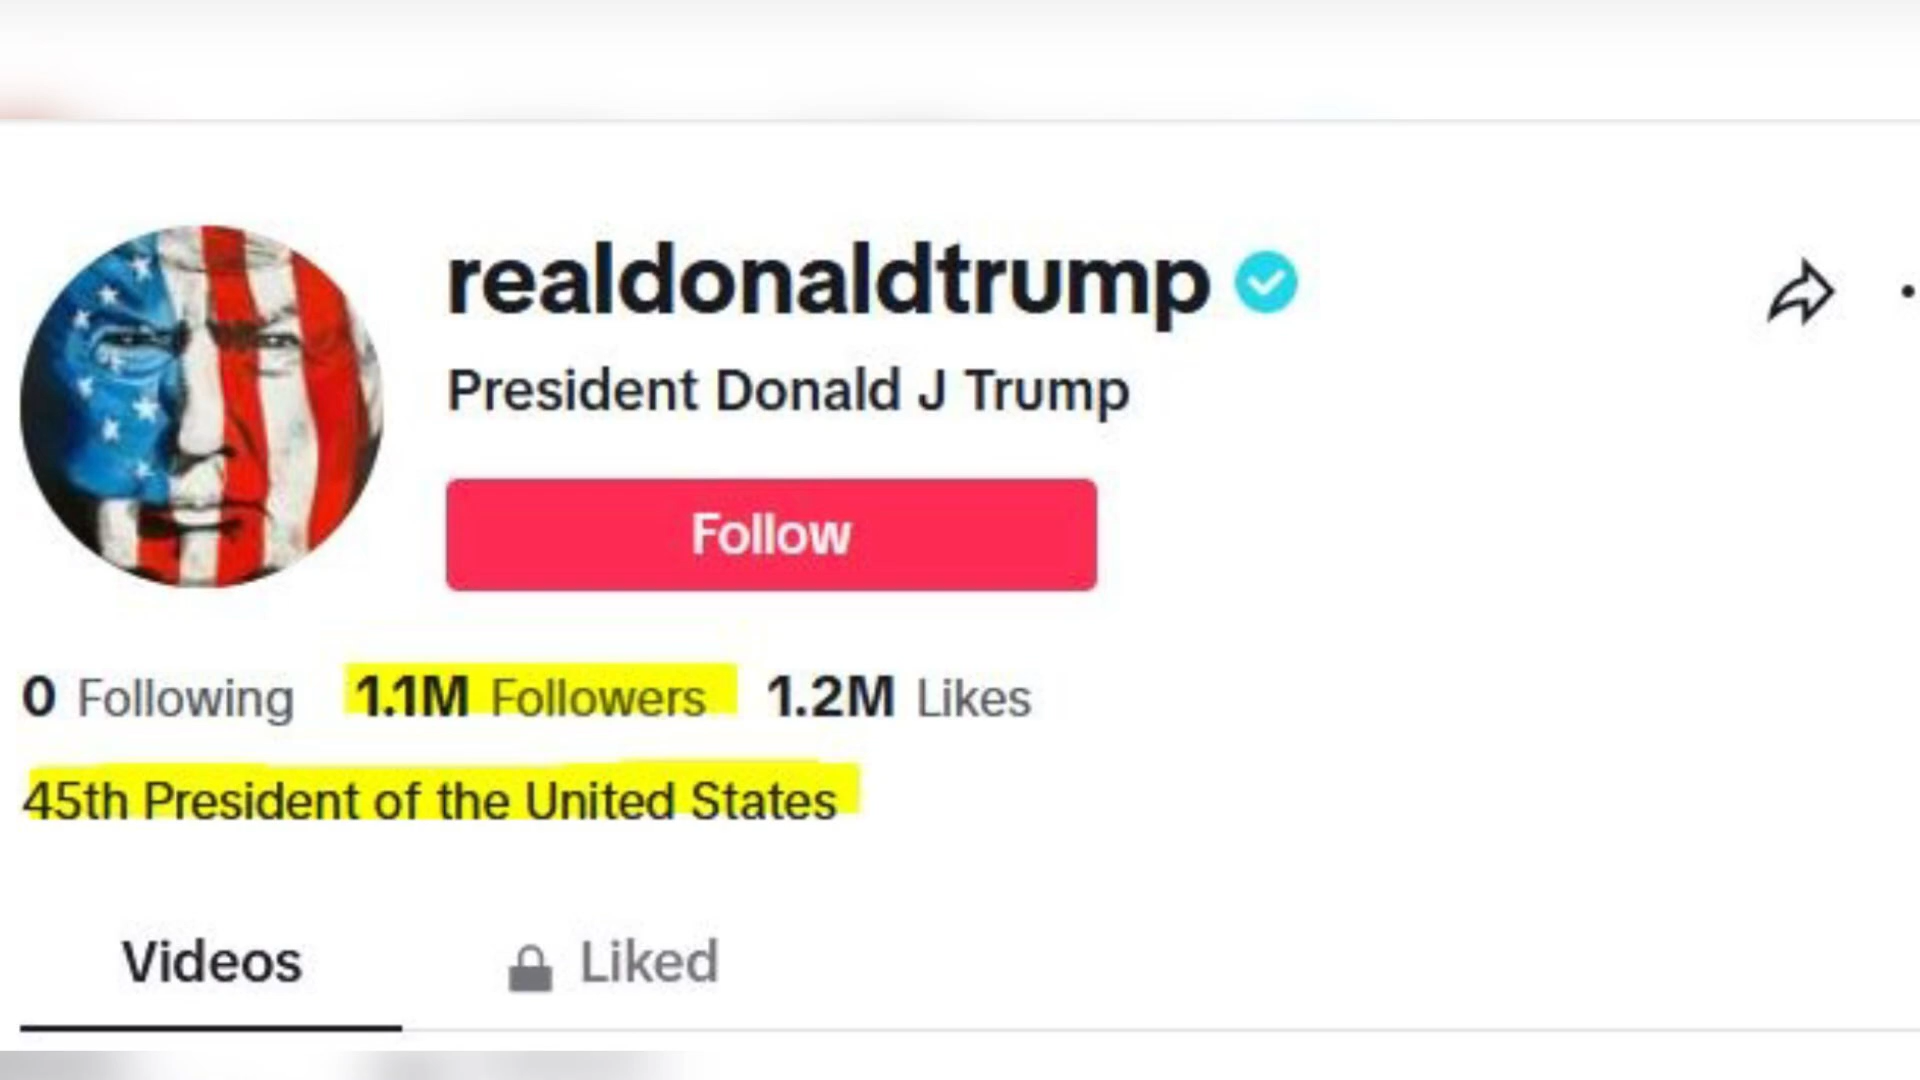 realdonaldtrump
President Donald J Trump
Follow
0 Following 1.1M Followers 1.2M Likes
45th President of the United States
Videos Liked